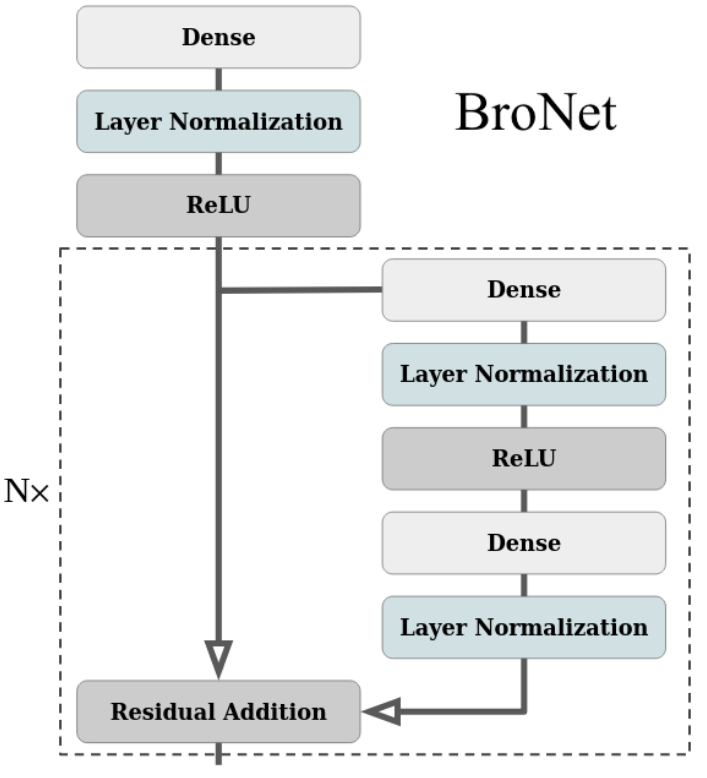 Dense
Layer Normalization
BroNet
ReLU
Dense
Layer Normalization
ReLU
N×
Dense
Layer Normalization
Residual Addition